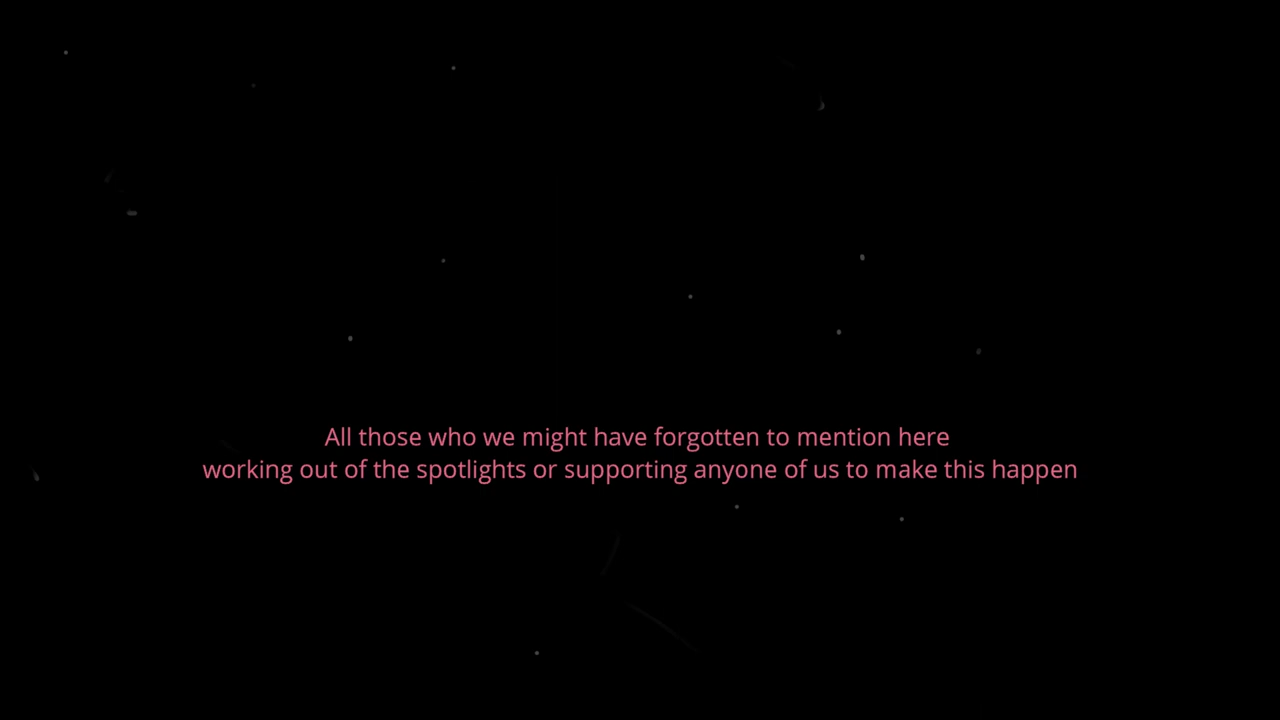 All those who we might have forgotten to mention here
working out of the spotlights or supporting anyone of us to make this happen